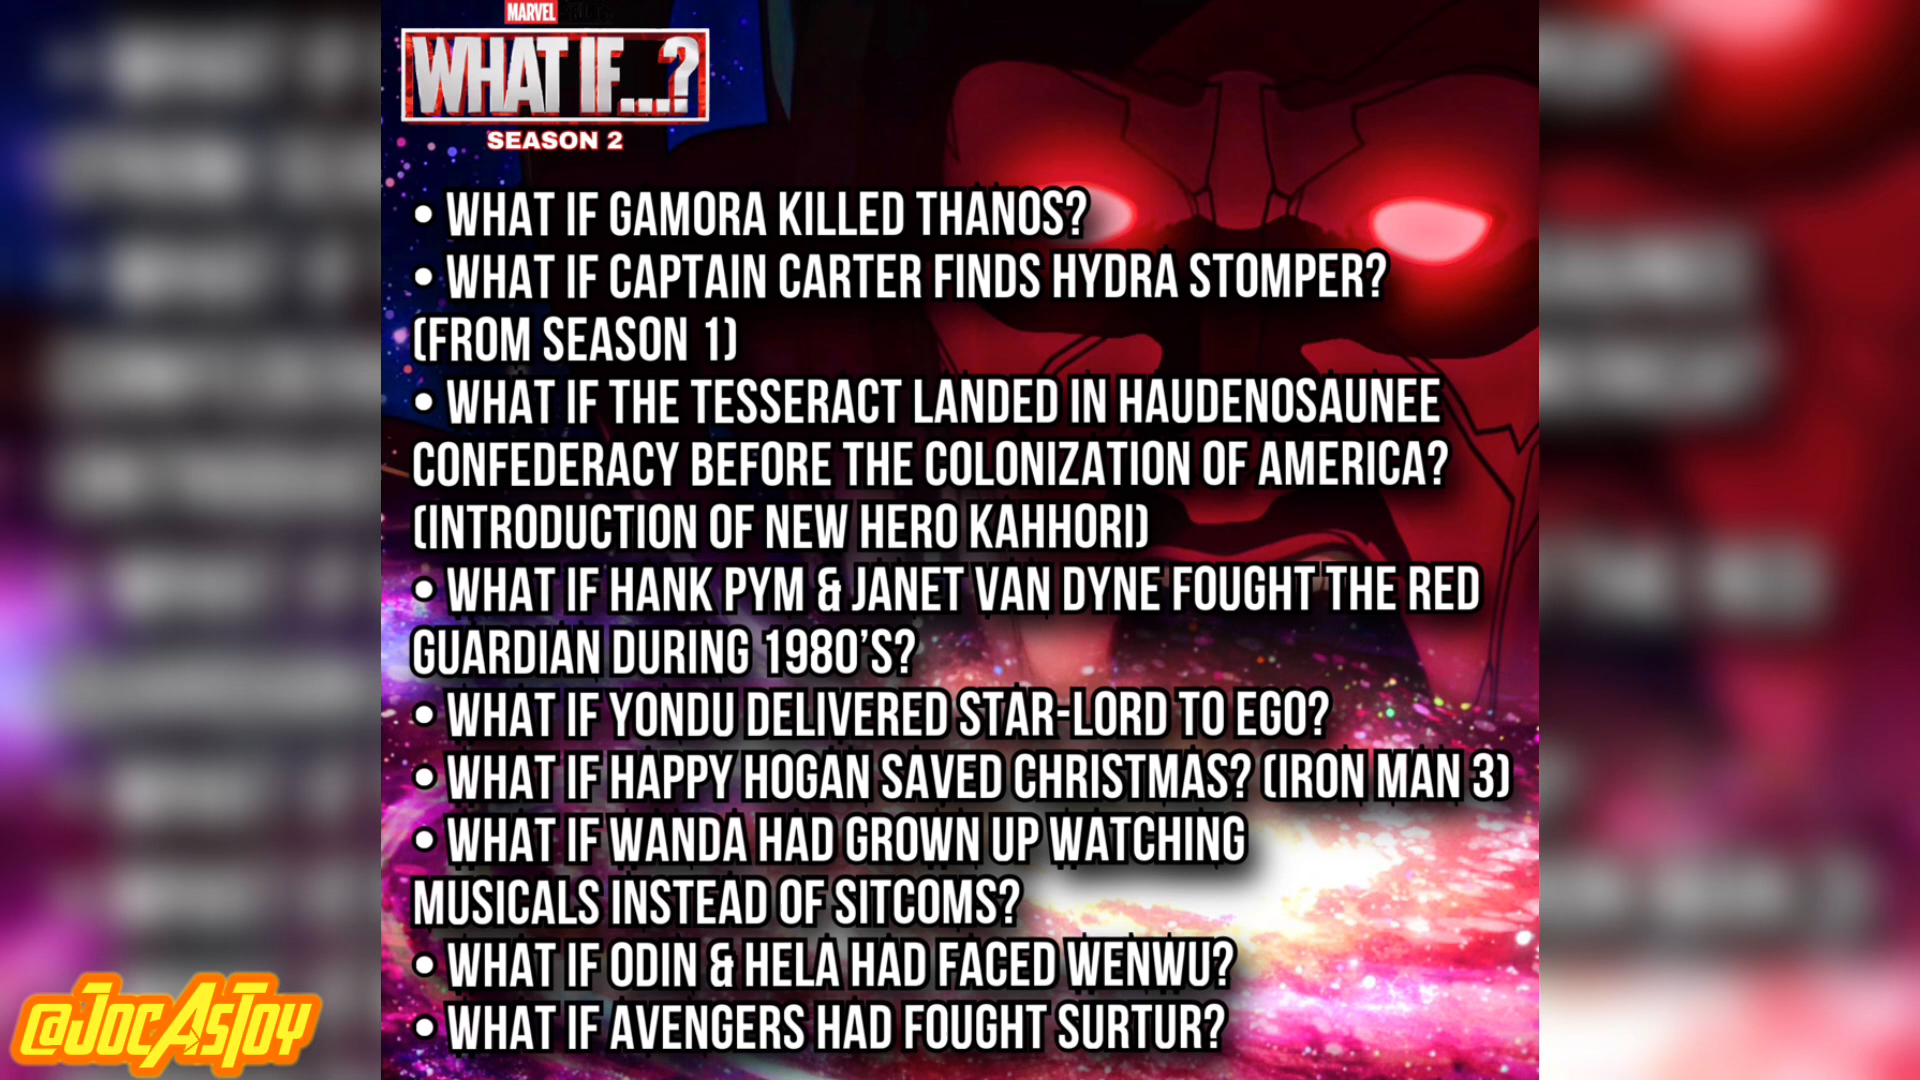 MARVEL
WHAT IF...?
SEASON 2
• WHAT IF GAMORA KILLED THANOS?
• WHAT IF CAPTAIN CARTER FINDS HYDRA STOMPER?
(FROM SEASON 1)
• WHAT IF THE TESSERACT LANDED IN HAUDENOSAUNEE
CONFEDERACY BEFORE THE COLONIZATION OF AMERICA?
(INTRODUCTION OF NEW HERO KAHHORI)
• WHAT IF HANK PYM & JANET VAN DYNE FOUGHT THE RED
GUARDIAN DURING 1980'S?
• WHAT IF YONDU DELIVERED STAR-LORD TO EGO?
• WHAT IF HAPPY HOGAN SAVED CHRISTMAS? (IRON MAN 3)
• WHAT IF WANDA HAD GROWN UP WATCHING
MUSICALS INSTEAD OF SITCOMS?
• WHAT IF ODIN & HELA HAD FACED WENWU?
• WHAT IF AVENGERS HAD FOUGHT SURTUR?
@JOCASTOY